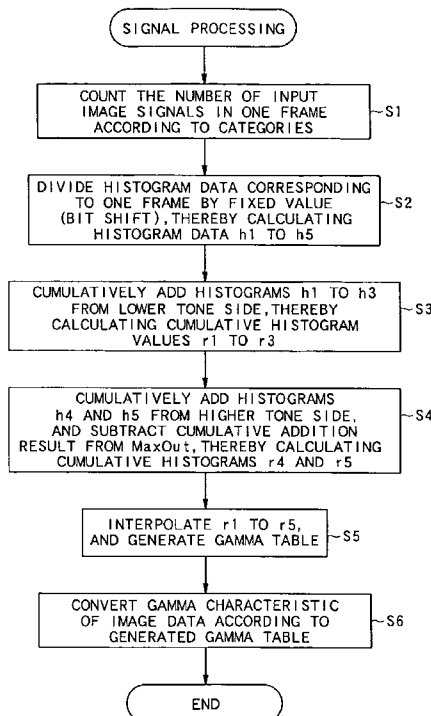 SIGNAL PROCESSING
COUNT THE NUMBER OF INPUT
IMAGE SIGNALS IN ONE FRAME
ACCORDING TO CATEGORIES
S1
DIVIDE HISTOGRAM DATA CORRESPONDING
TO ONE FRAME BY FIXED VALUE
(BIT SHIFT), THEREBY CALCULATING
HISTOGRAM DATA h1 TO h5
S2
CUMULATIVELY ADD HISTOGRAMS h1 TO h3
FROM LOWER TONE SIDE, THEREBY
CALCULATING CUMULATIVE HISTOGRAM
VALUES r1 TO r3
S3
CUMULATIVELY ADD HISTOGRAMS
h4 AND h5 FROM HIGHER TONE SIDE,
AND SUBTRACT CUMULATIVE ADDITION
RESULT FROM MaxOut, THEREBY CALCULATING
CUMULATIVE HISTOGRAMS r4 AND r5
S4
INTERPOLATE r1 TO r5,
AND GENERATE GAMMA TABLE
S5
CONVERT GAMMA CHARACTERISTIC
OF IMAGE DATA ACCORDING TO
GENERATED GAMMA TABLE
S6
END